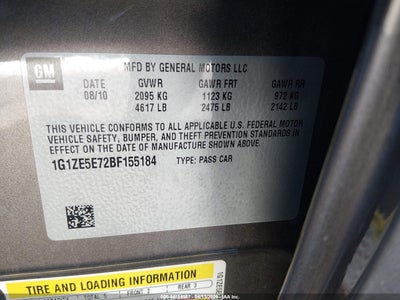 GM
MFD BY GENERAL MOTORS LLC
DATE GVWR GAWR FRT GAWR RR
08/10 2095 KG 1123 KG 972 KG
4617 LB 2475 LB 2142 LB
THIS VEHICLE CONFORMS TO ALL APPLICABLE U.S. FEDERAL MOTOR
VEHICLE SAFETY, BUMPER, AND THEFT PREVENTION STANDARDS
IN EFFECT ON THE DATE OF MANUFACTURE SHOWN ABOVE.
1G1ZE5E72BF155184 TYPE: PASS CAR
TIRE AND LOADING INFORMATION